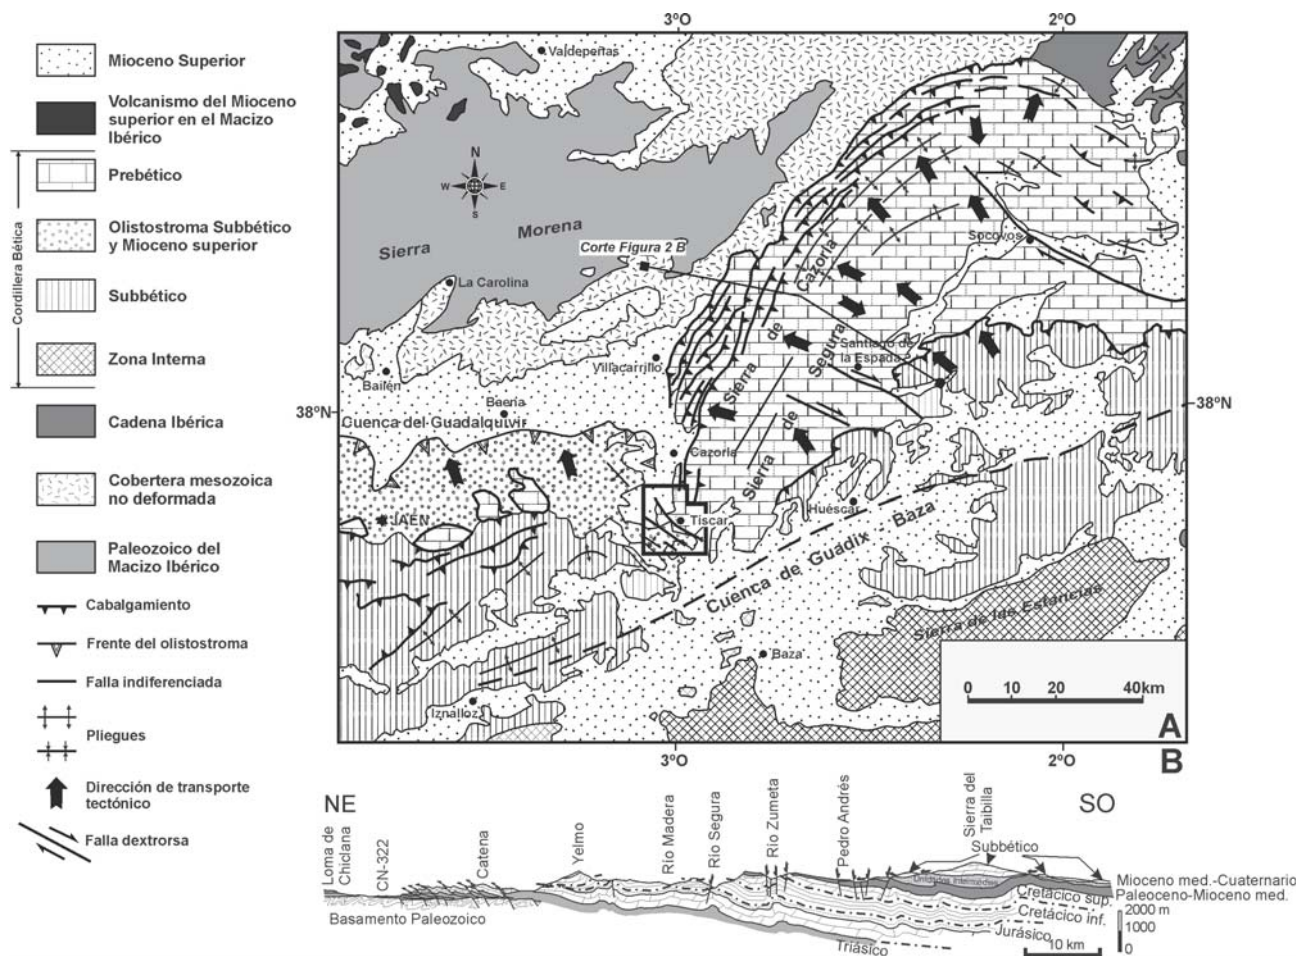 Mioceno Superior
Volcanismo del Mioceno
superior en el Macizo
Ibérico
Cordillera Bética
Prebético
Olistostroma Subbético
y Mioceno superior
Subbético
Zona Interna
Cadena Ibérica
Cobertera mesozoica
no deformada
Paleozoico del
Macizo Ibérico
Cabalgamiento
Frente del olistostroma
Falla indiferenciada
Pliegues
Dirección de transporte
tectónico
Falla dextrorsa
3ºO
2ºO
Valdepeñas
N
W
E
S
Sierra Morena
Corte Figura 2 B
La Carolina
Socovos
Sierra de Cazorla
Sierra de Segura
Santiago de
la Espada
Villacarrillo
Bailén
Baena
38ºN
38ºN
Cuenca del Guadalquivir
Cazorla
JAEN
Tíscar
Huéscar
Cuenca de Guadix - Baza
Sierra de las Estancias
Baza
Iznalloz
0 10 20 40km
A
3ºO
2ºO
B
NE
SO
Loma de
Chiclana
CN-322
Catena
Yelmo
Río Madera
Río Segura
Río Zumeta
Pedro Andrés
Sierra del
Taibilla
Subbético
Unidades Intermedias
Mioceno med.-Cuaternario
Paleoceno-Mioceno med.
Cretácico sup.
Cretácico inf.
Jurásico
Triásico
Basamento Paleozoico
2000 m
1000
0
10 km